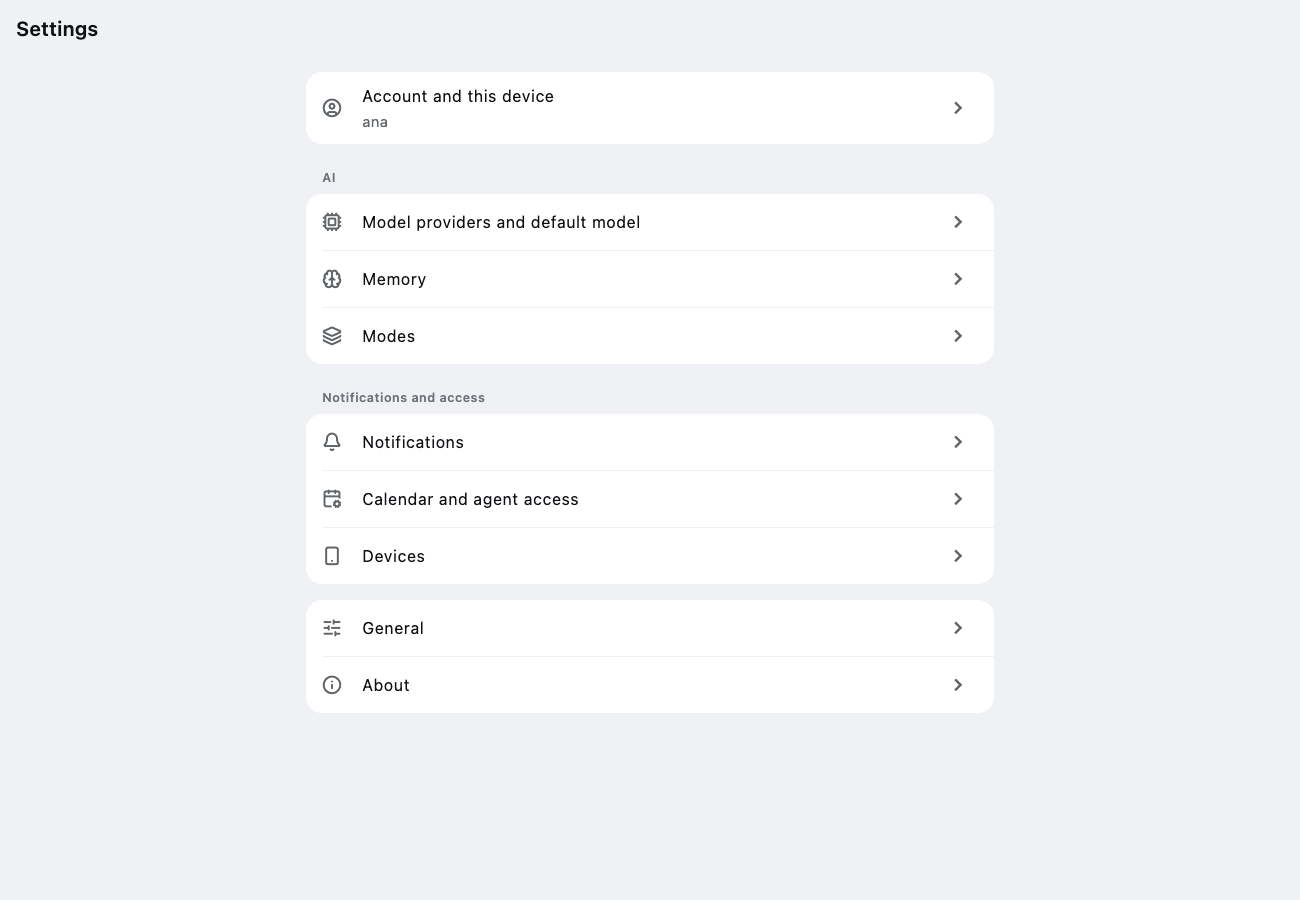 Settings
Account and this device
ana
AI
Model providers and default model
Memory
Modes
Notifications and access
Notifications
Calendar and agent access
Devices
General
About